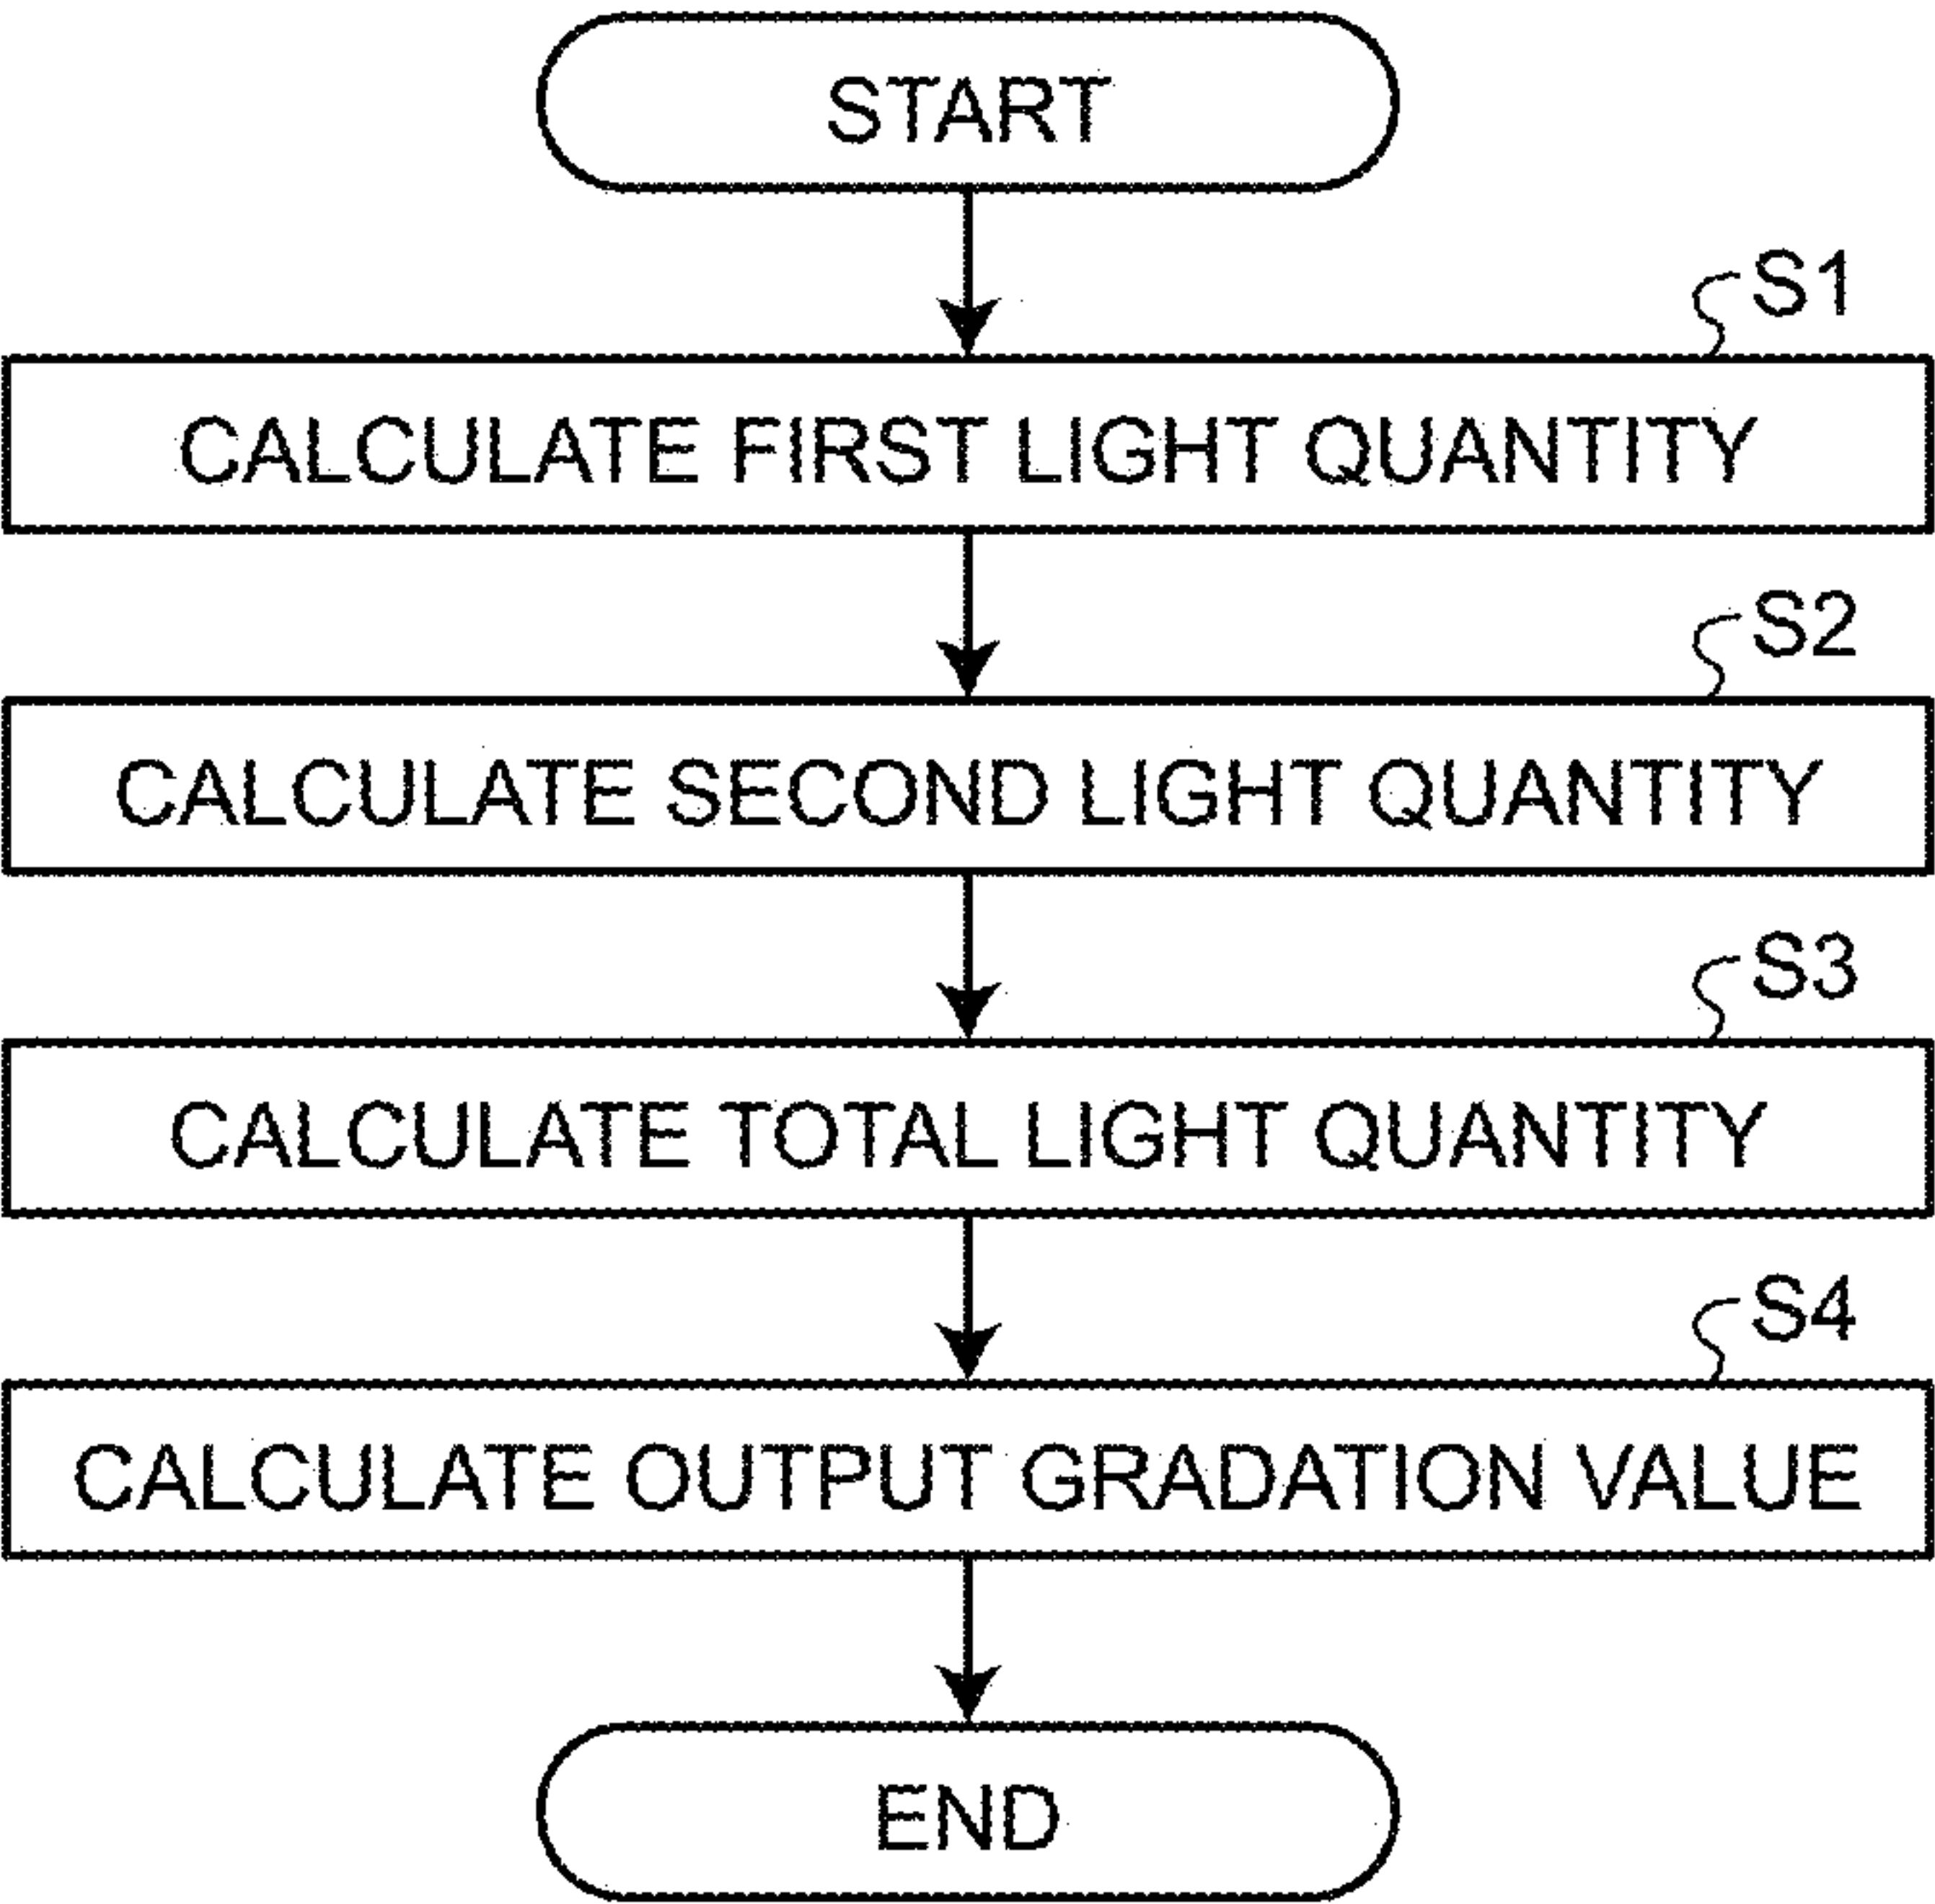 START
S1
CALCULATE FIRST LIGHT QUANTITY
S2
CALCULATE SECOND LIGHT QUANTITY
S3
CALCULATE TOTAL LIGHT QUANTITY
S4
CALCULATE OUTPUT GRADATION VALUE
END